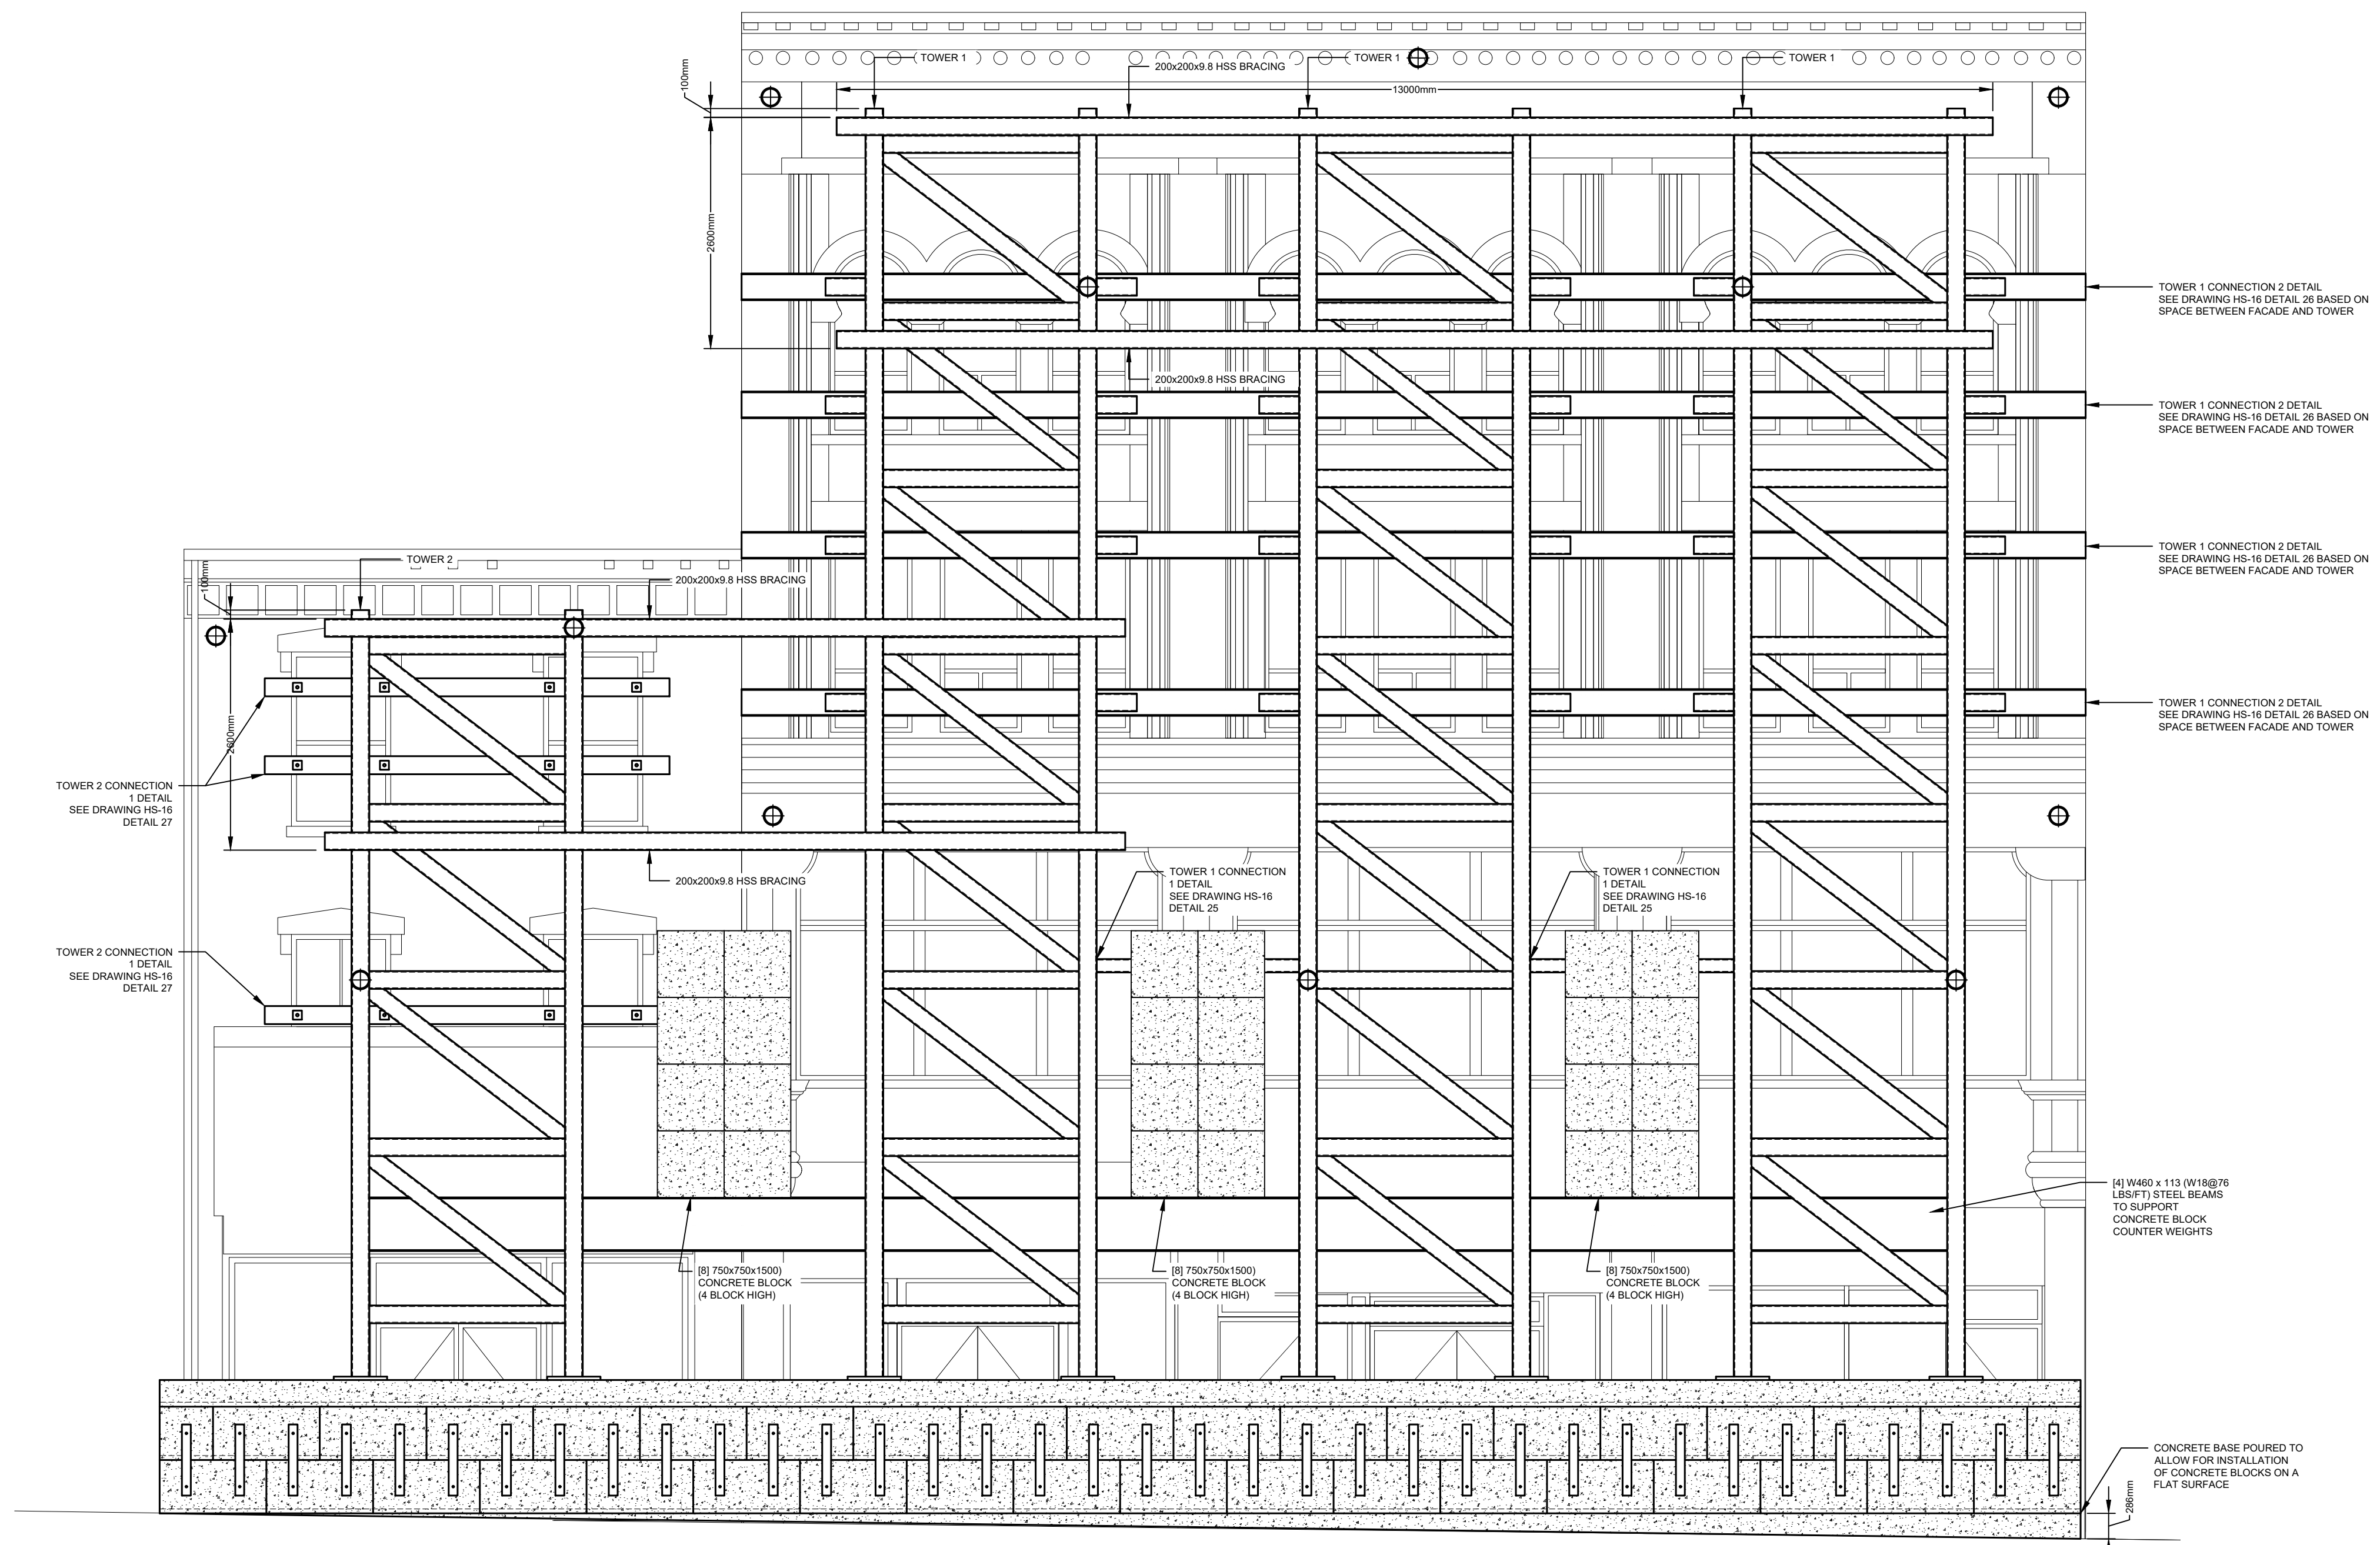 TOWER 1
TOWER 1
TOWER 1
200x200x9.8 HSS BRACING
100mm
13000mm
2600mm
TOWER 1 CONNECTION 2 DETAIL
SEE DRAWING HS-16 DETAIL 26 BASED ON
SPACE BETWEEN FACADE AND TOWER
200x200x9.8 HSS BRACING
TOWER 1 CONNECTION 2 DETAIL
SEE DRAWING HS-16 DETAIL 26 BASED ON
SPACE BETWEEN FACADE AND TOWER
TOWER 1 CONNECTION 2 DETAIL
SEE DRAWING HS-16 DETAIL 26 BASED ON
SPACE BETWEEN FACADE AND TOWER
TOWER 2
100mm
200x200x9.8 HSS BRACING
TOWER 1 CONNECTION 2 DETAIL
SEE DRAWING HS-16 DETAIL 26 BASED ON
SPACE BETWEEN FACADE AND TOWER
2600mm
TOWER 2 CONNECTION
1 DETAIL
SEE DRAWING HS-16
DETAIL 27
200x200x9.8 HSS BRACING
TOWER 1 CONNECTION
1 DETAIL
SEE DRAWING HS-16
DETAIL 25
TOWER 1 CONNECTION
1 DETAIL
SEE DRAWING HS-16
DETAIL 25
TOWER 2 CONNECTION
1 DETAIL
SEE DRAWING HS-16
DETAIL 27
[4] W460 x 113 (W18@76
LBS/FT) STEEL BEAMS
TO SUPPORT
CONCRETE BLOCK
COUNTER WEIGHTS
[8] 750x750x1500)
CONCRETE BLOCK
(4 BLOCK HIGH)
[8] 750x750x1500)
CONCRETE BLOCK
(4 BLOCK HIGH)
[8] 750x750x1500)
CONCRETE BLOCK
(4 BLOCK HIGH)
CONCRETE BASE POURED TO
ALLOW FOR INSTALLATION
OF CONCRETE BLOCKS ON A
FLAT SURFACE
286mm